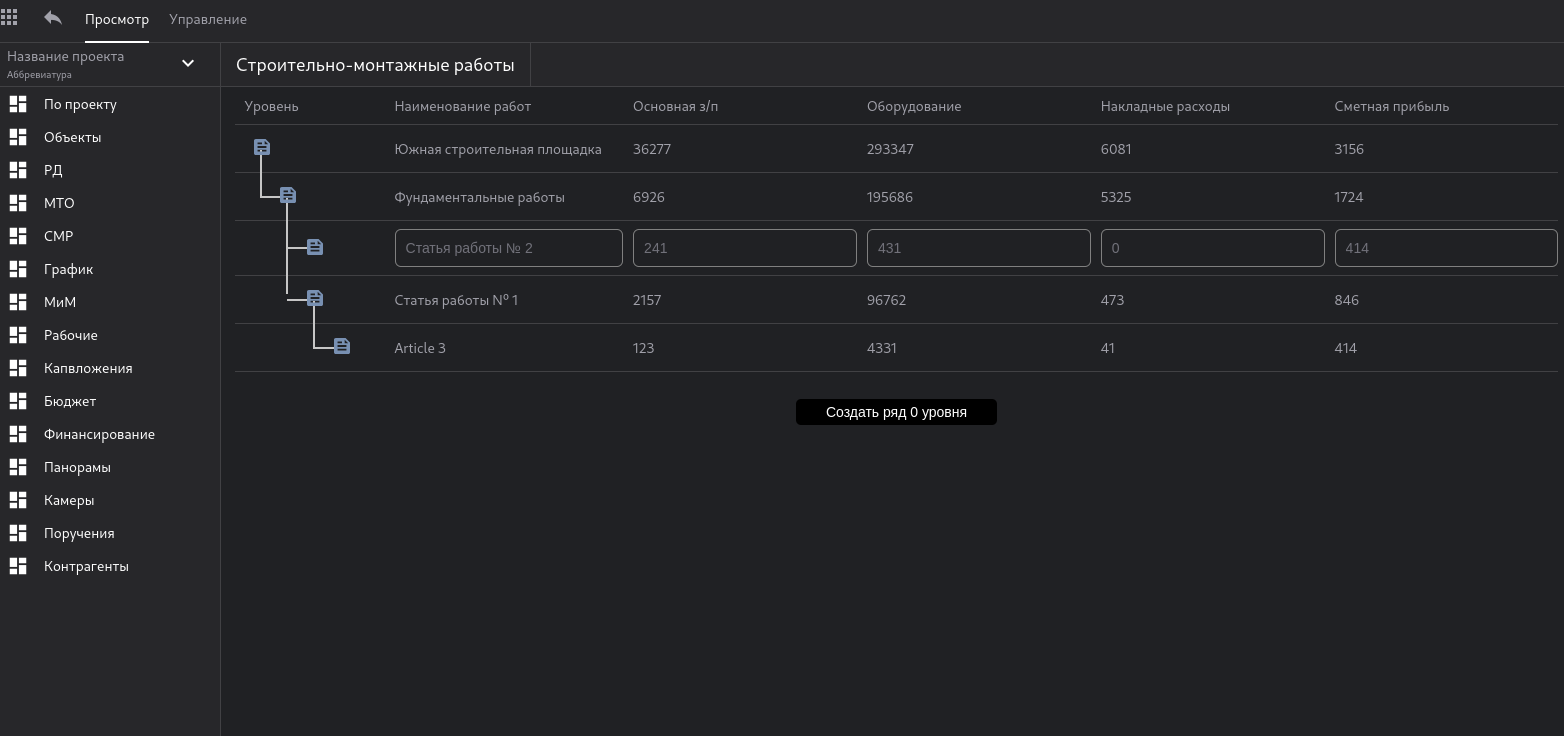 Просмотр Управление
Название проекта
Аббревиатура
Строительно-монтажные работы
По проекту
Объекты
РД
МТО
СМР
График
МиМ
Рабочие
Капвложения
Бюджет
Финансирование
Панорамы
Камеры
Поручения
Контрагенты
Уровень Наименование работ Основная з/п Оборудование Накладные расходы Сметная прибыль
Южная строительная площадка 36277 293347 6081 3156
Фундаментальные работы 6926 195686 5325 1724
Статья работы № 2 241 431 0 414
Статья работы № 1 2157 96762 473 846
Article 3 123 4331 41 414
Создать ряд 0 уровня